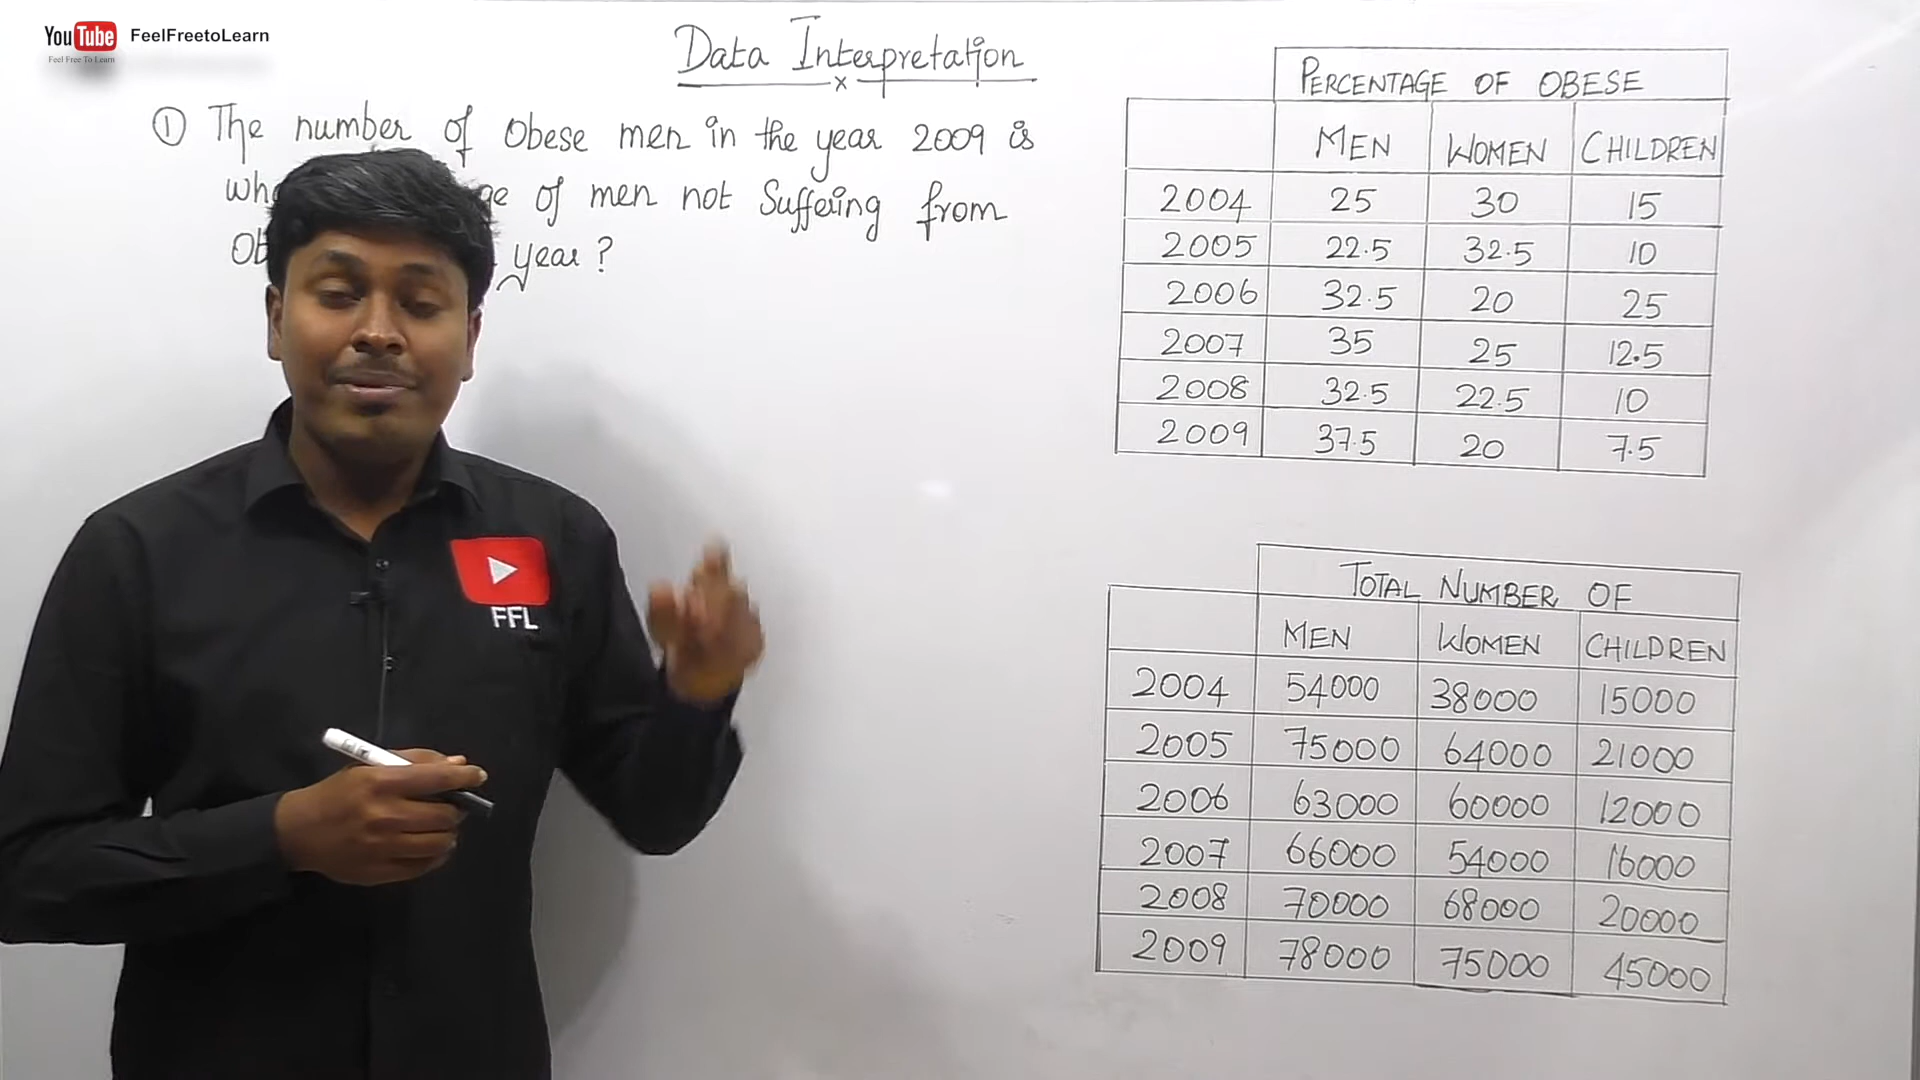 YouTube FeelFreetoLearn
Feel Free To Learn
Data Interpretation
x
① The number of Obese men in the year 2009 is
of men not Suffering from
year?
FFL
PERCENTAGE OF OBESE
MEN WOMEN CHILDREN
2004 25 30 15
2005 22.5 32.5 10
2006 32.5 20 25
2007 35 25 12.5
2008 32.5 22.5 10
2009 37.5 20 7.5
TOTAL NUMBER OF
MEN WOMEN CHILDREN
2004 54000 38000 15000
2005 75000 64000 21000
2006 63000 60000 12000
2007 66000 54000 16000
2008 70000 68000 20000
2009 78000 75000 45000